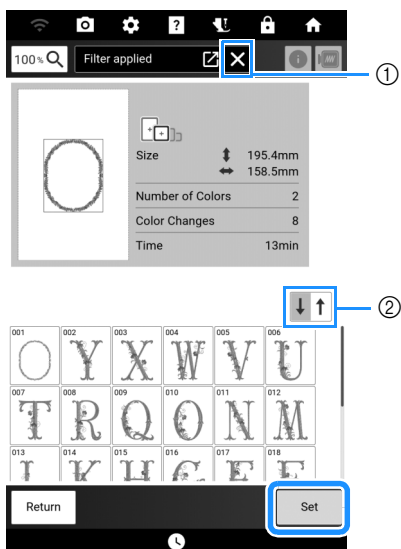 ?
100% Filter applied i
①
Size 195.4mm
158.5mm
Number of Colors 2
Color Changes 8
Time 13min
②
001 002 003 004 005 006
Y X W V U
007 008 009 010 011 012
T R Q O N M
013 014 015 016 017 018
Return Set